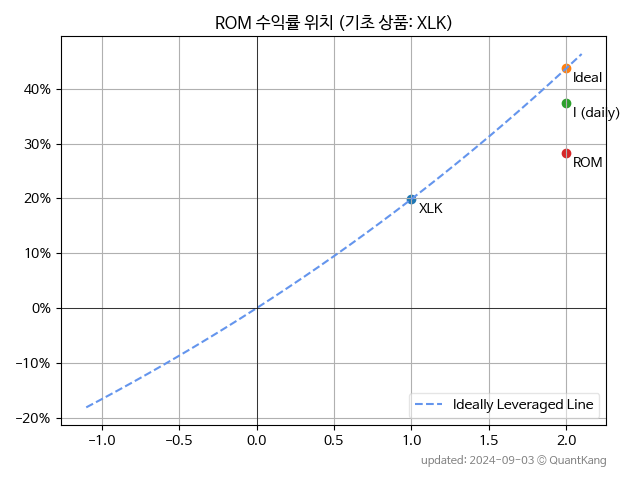 ROM 수익률 위치 (기초 상품: XLK)
40%
30%
20%
10%
0%
−10%
−20%
Ideal
I (daily)
ROM
XLK
Ideally Leveraged Line
−1.0
−0.5
0.0
0.5
1.0
1.5
2.0
updated: 2024-09-03 © QuantKang